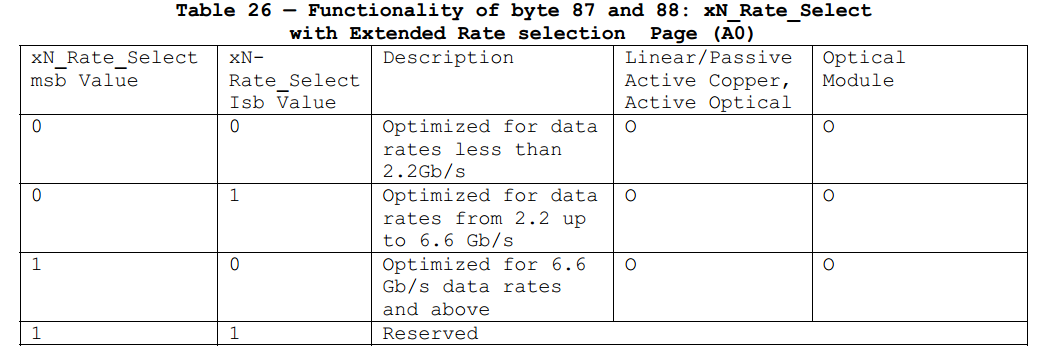 Table 26 — Functionality of byte 87 and 88: xN_Rate_Select
with Extended Rate selection Page (A0)
xN_Rate_Select
msb Value
xN-
Rate_Select
Isb Value
Description
Linear/Passive
Active Copper,
Active Optical
Optical
Module
0
0
Optimized for data
rates less than
2.2Gb/s
O
O
0
1
Optimized for data
rates from 2.2 up
to 6.6 Gb/s
O
O
1
0
Optimized for 6.6
Gb/s data rates
and above
O
O
1
1
Reserved